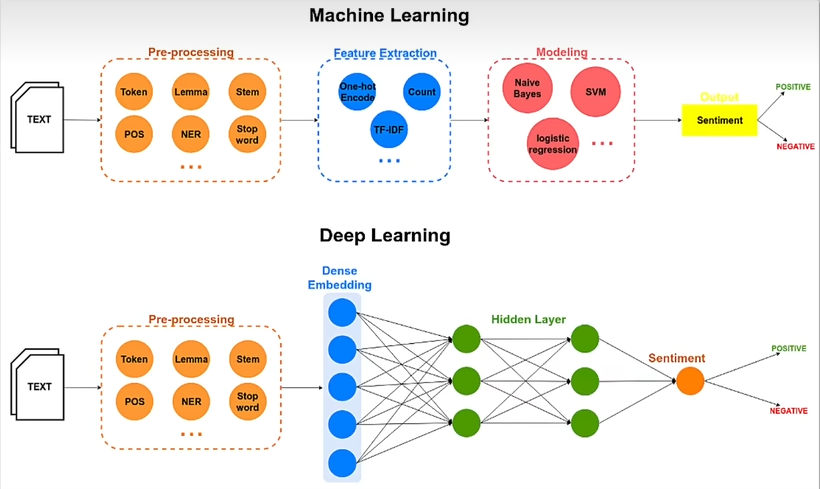 Machine Learning
Pre-processing
Feature Extraction
Modeling
TEXT
Token
Lemma
Stem
POS
NER
Stop
word
...
One-hot
Encode
Count
TF-IDF
...
Naive
Bayes
SVM
logistic
regression
...
Output
Sentiment
POSITIVE
NEGATIVE
Deep Learning
Pre-processing
Dense
Embedding
Hidden Layer
Sentiment
TEXT
Token
Lemma
Stem
POS
NER
Stop
word
...
POSITIVE
NEGATIVE